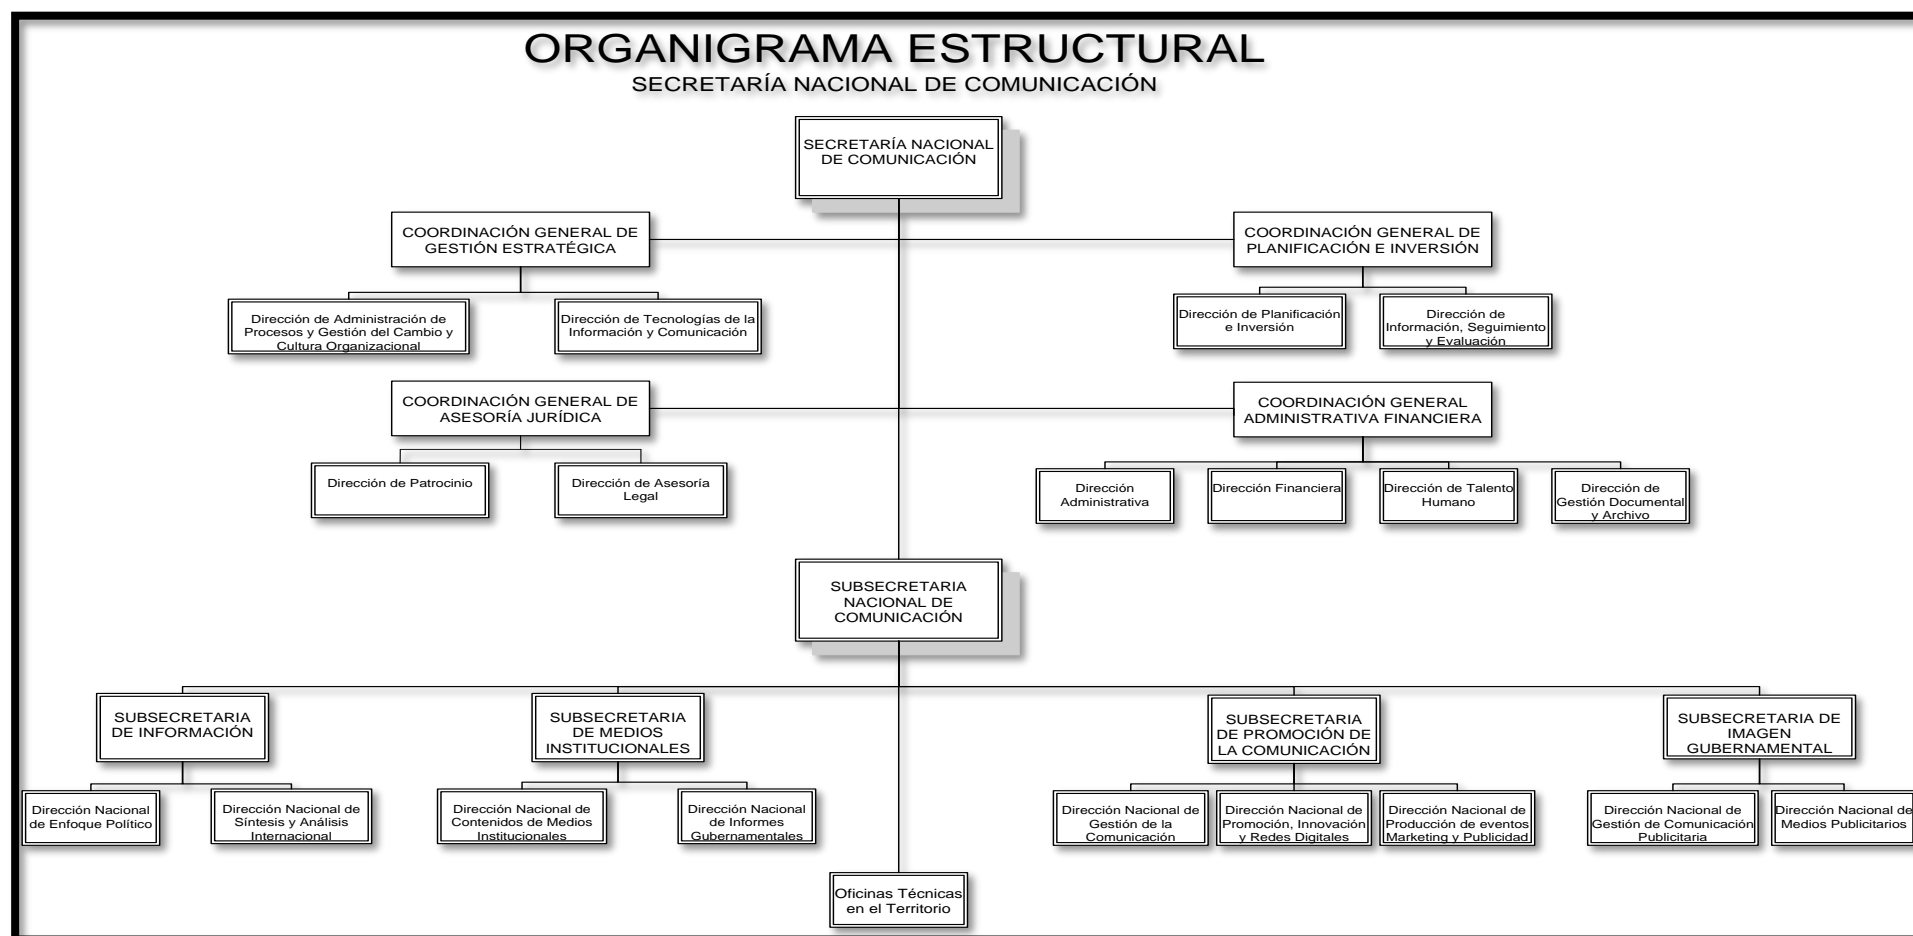 ORGANIGRAMA ESTRUCTURAL
SECRETARÍA NACIONAL DE COMUNICACIÓN
SECRETARÍA NACIONAL
DE COMUNICACIÓN
COORDINACIÓN GENERAL DE
GESTIÓN ESTRATÉGICA
COORDINACIÓN GENERAL DE
PLANIFICACIÓN E INVERSIÓN
Dirección de Administración de
Procesos y Gestión del Cambio y
Cultura Organizacional
Dirección de Tecnologías de la
Información y Comunicación
Dirección de Planificación
e Inversión
Dirección de
Información, Seguimiento
y Evaluación
COORDINACIÓN GENERAL DE
ASESORÍA JURÍDICA
COORDINACIÓN GENERAL
ADMINISTRATIVA FINANCIERA
Dirección de Patrocinio
Dirección de Asesoría
Legal
Dirección
Administrativa
Dirección Financiera
Dirección de Talento
Humano
Dirección de
Gestión Documental
y Archivo
SUBSECRETARIA
NACIONAL DE
COMUNICACIÓN
SUBSECRETARIA
DE INFORMACIÓN
SUBSECRETARIA
DE MEDIOS
INSTITUCIONALES
SUBSECRETARIA
DE PROMOCIÓN DE
LA COMUNICACIÓN
SUBSECRETARIA DE
IMAGEN
GUBERNAMENTAL
Dirección Nacional
de Enfoque Político
Dirección Nacional de
Síntesis y Análisis
Internacional
Dirección Nacional de
Contenidos de Medios
Institucionales
Dirección Nacional
de Informes
Gubernamentales
Dirección Nacional de
Gestión de la
Comunicación
Dirección Nacional de
Promoción, Innovación
y Redes Digitales
Dirección Nacional de
Producción de eventos
Marketing y Publicidad
Dirección Nacional de
Gestión de Comunicación
Publicitaria
Dirección Nacional de
Medios Publicitarios
Oficinas Técnicas
en el Territorio